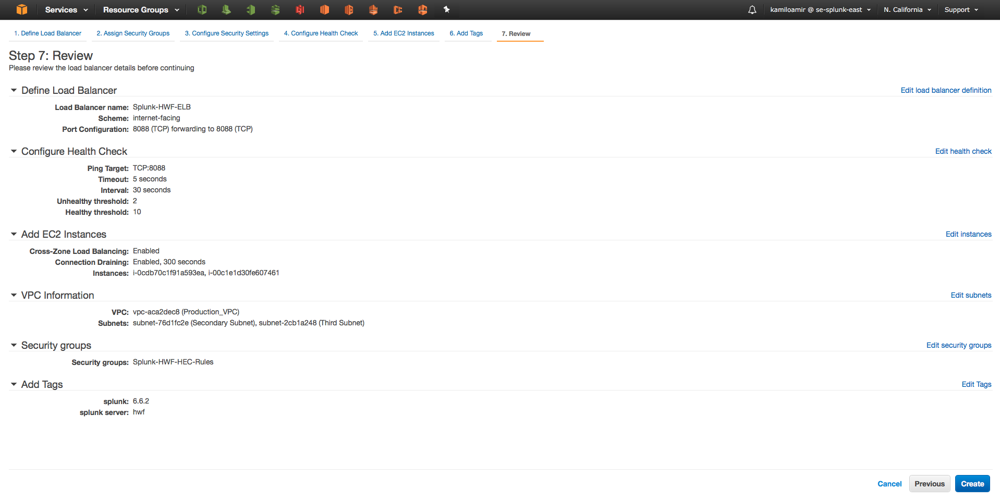 Services Resource Groups kamiloamir @ se-splunk-east N. California Support
1. Define Load Balancer 2. Assign Security Groups 3. Configure Security Settings 4. Configure Health Check 5. Add EC2 Instances 6. Add Tags 7. Review
Step 7: Review
Please review the load balancer details before continuing
Define Load Balancer Edit load balancer definition
Load Balancer name: Splunk-HWF-ELB
Scheme: internet-facing
Port Configuration: 8088 (TCP) forwarding to 8088 (TCP)
Configure Health Check Edit health check
Ping Target: TCP:8088
Timeout: 5 seconds
Interval: 30 seconds
Unhealthy threshold: 2
Healthy threshold: 10
Add EC2 Instances Edit instances
Cross-Zone Load Balancing: Enabled
Connection Draining: Enabled, 300 seconds
Instances: i-0cdb70c1f91a593ea, i-00c1e1d30fe607461
VPC Information Edit subnets
VPC: vpc-aca2dec8 (Production_VPC)
Subnets: subnet-76d1fc2e (Secondary Subnet), subnet-2cb1a248 (Third Subnet)
Security groups Edit security groups
Security groups: Splunk-HWF-HEC-Rules
Add Tags Edit Tags
splunk: 6.6.2
splunk server: hwf
Cancel Previous Create